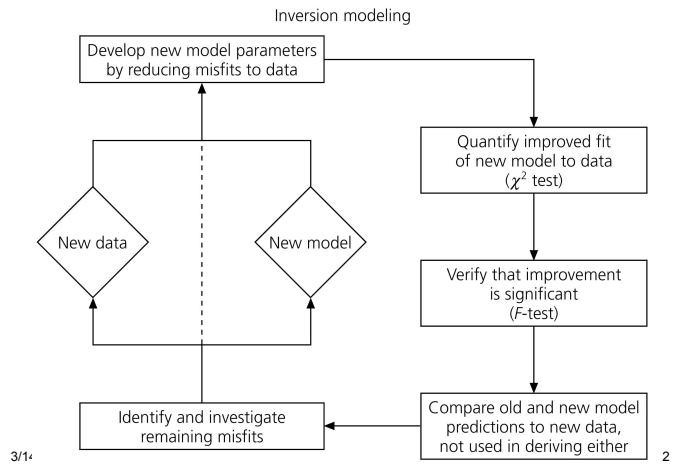 Inversion modeling
Develop new model parameters
by reducing misfits to data
Quantify improved fit
of new model to data
(χ² test)
New data
New model
Verify that improvement
is significant
(F-test)
Identify and investigate
remaining misfits
Compare old and new model
predictions to new data,
not used in deriving either
2